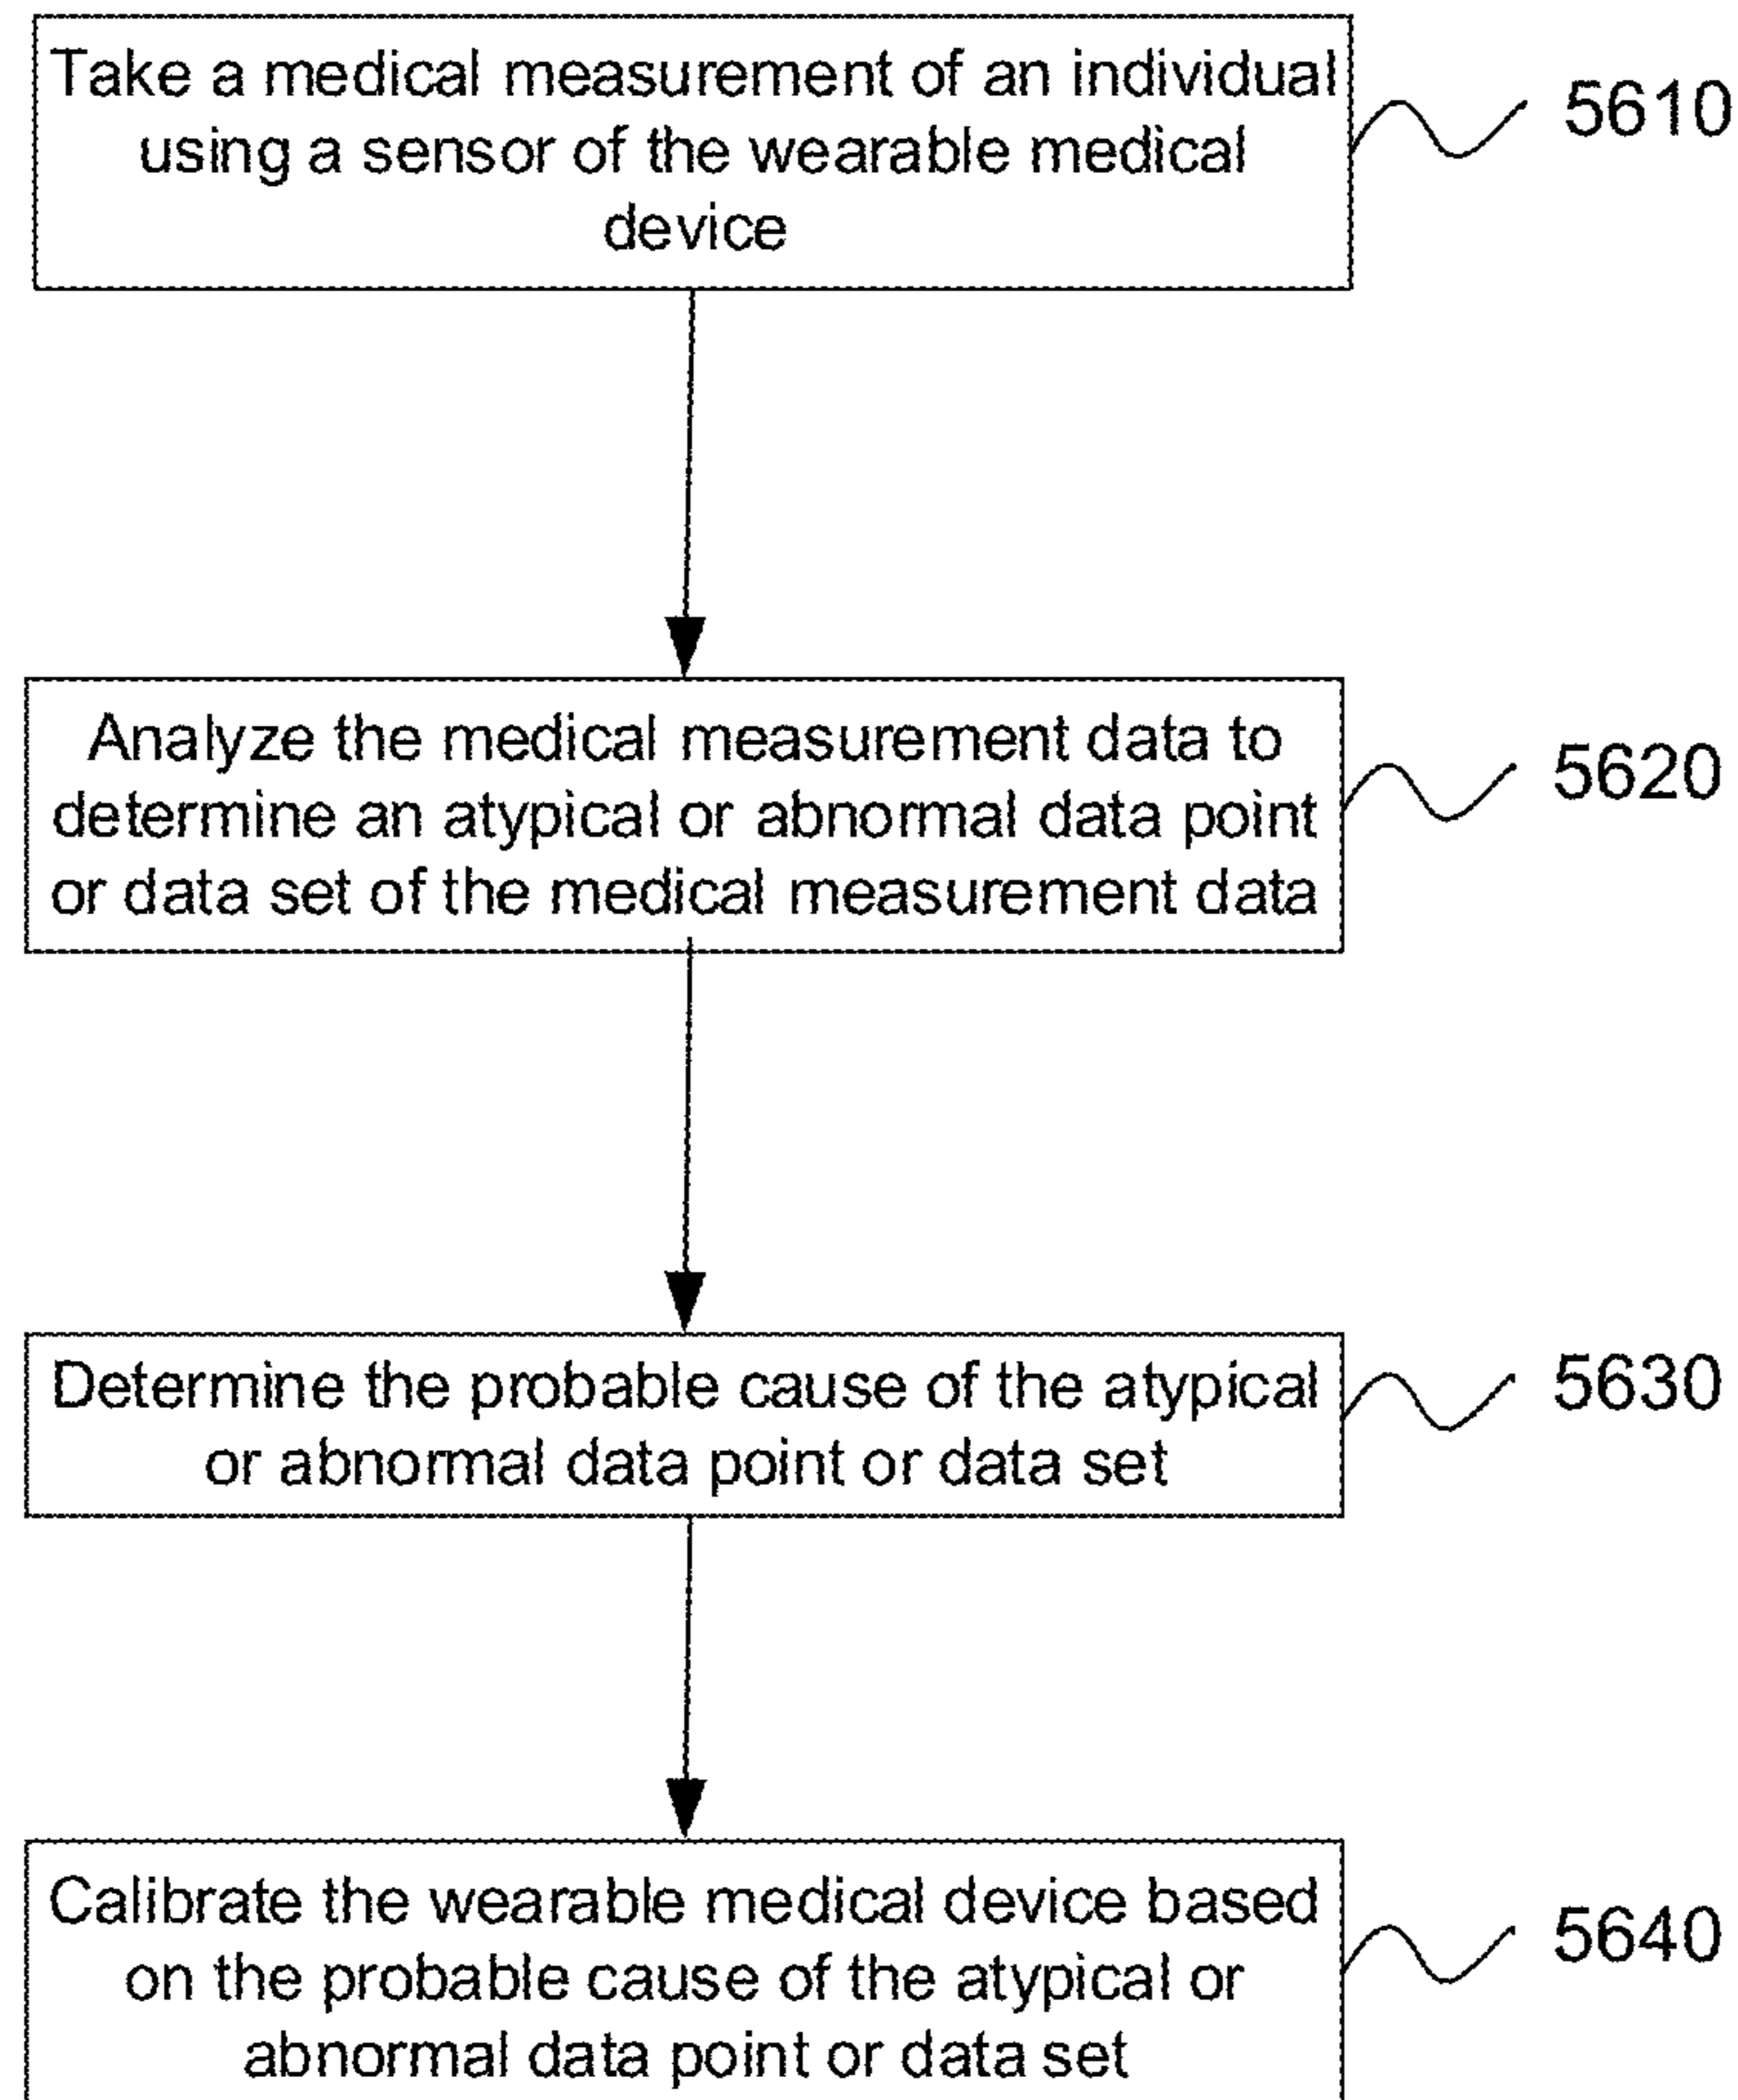 Take a medical measurement of an individual
using a sensor of the wearable medical
device
5610
Analyze the medical measurement data to
determine an atypical or abnormal data point
or data set of the medical measurement data
5620
Determine the probable cause of the atypical
or abnormal data point or data set
5630
Calibrate the wearable medical device based
on the probable cause of the atypical or
abnormal data point or data set
5640